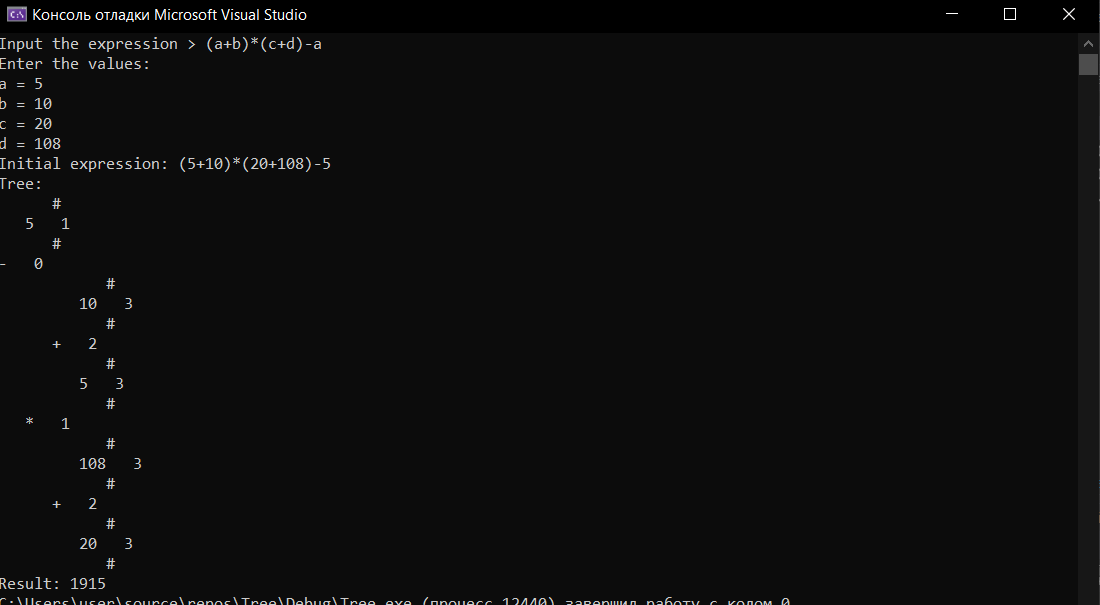 Консоль отладки Microsoft Visual Studio
Input the expression > (a+b)*(c+d)-a
Enter the values:
a = 5
b = 10
c = 20
d = 108
Initial expression: (5+10)*(20+108)-5
Tree:
#
5 1
#
- 0
#
10 3
#
+ 2
#
5 3
#
* 1
#
108 3
#
+ 2
#
20 3
#
Result: 1915
C:\Users\user\source\repos\Tree\Debug\Tree.exe (процесс 12440) завершил работу с кодом 0